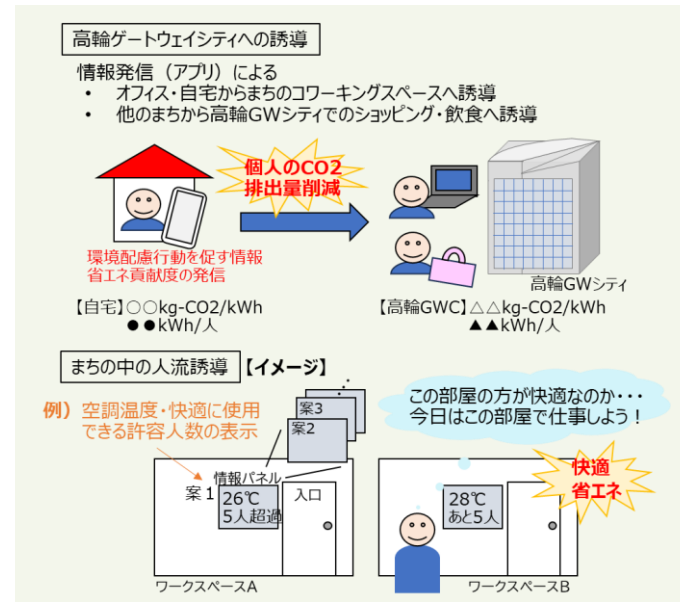 高輪ゲートウェイシティへの誘導
情報発信（アプリ）による
• オフィス・自宅からまちのコワーキングスペースへ誘導
• 他のまちから高輪GWシティでのショッピング・飲食へ誘導
個人のCO2
排出量削減
環境配慮行動を促す情報
省エネ貢献度の発信
高輪GWシティ
【自宅】○○kg-CO2/kWh
●●kWh/人
【高輪GWC】△△kg-CO2/kWh
▲▲kWh/人
まちの中の人流誘導【イメージ】
例）空調温度・快適に使用
できる許容人数の表示
案3
案2
この部屋の方が快適なのか・・・
今日はこの部屋で仕事しよう！
情報パネル
案１
26℃
5人超過
入口
28℃
あと5人
快適
省エネ
ワークスペースA
ワークスペースB